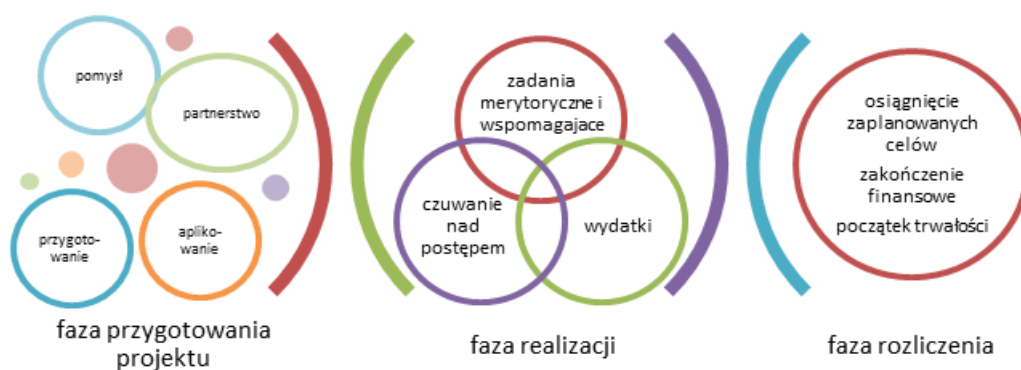 pomysł
partnerstwo
przygoto-
wanie
apliko-
wanie
faza przygotowania
projektu
zadania
merytoryczne i
wspomagajace
czuwanie
nad
postępem
wydatki
faza realizacji
osiągnięcie
zaplanowanych
celów
zakończenie
finansowe
początek trwałości
faza rozliczenia